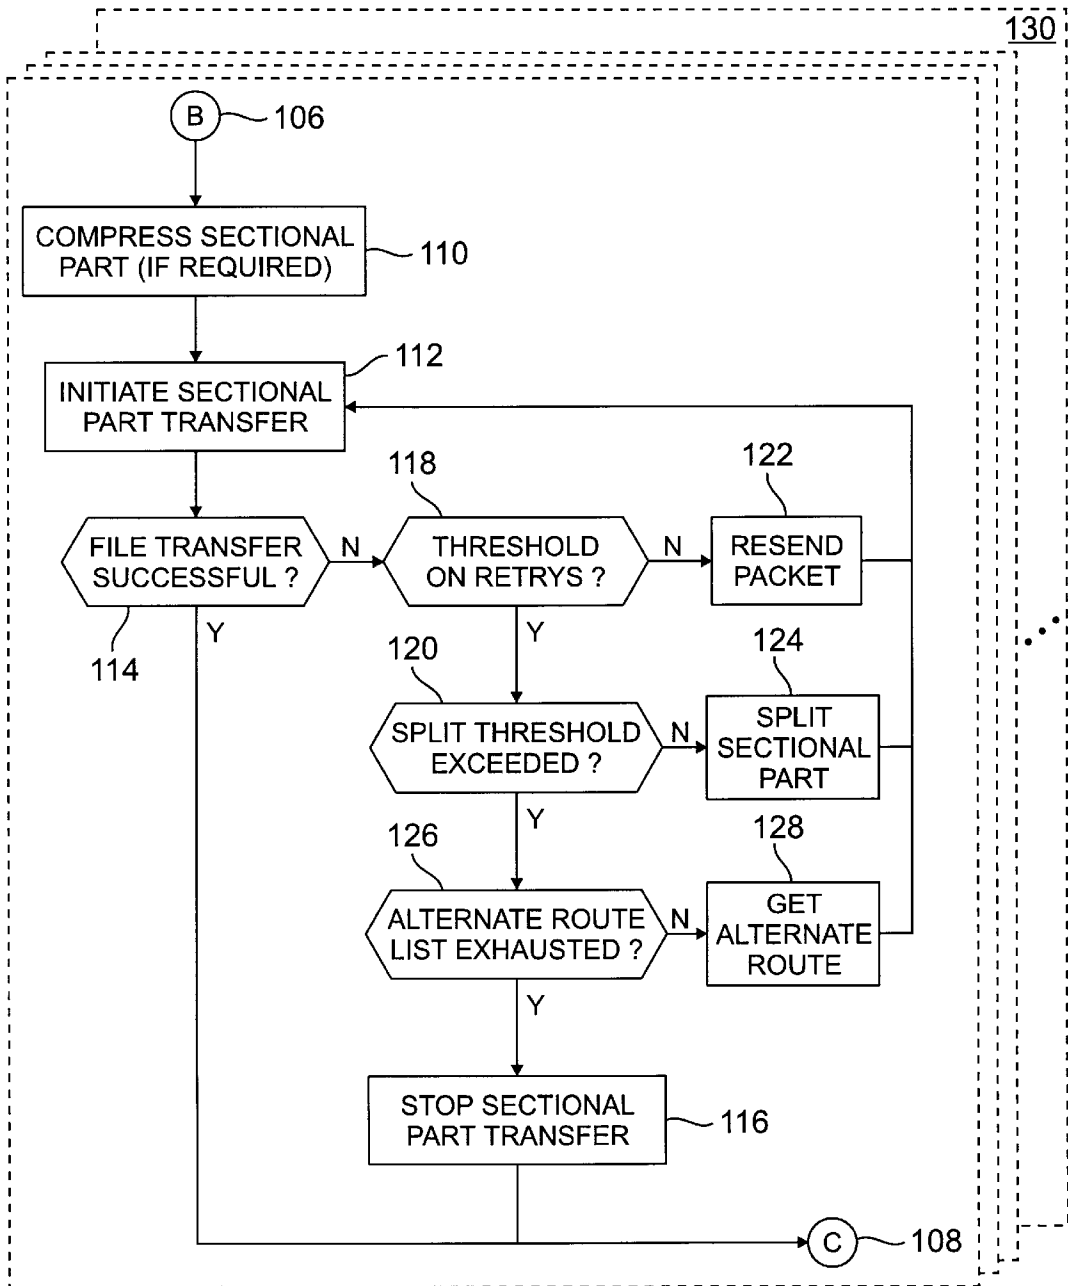 130
B
106
COMPRESS SECTIONAL
PART (IF REQUIRED)
110
112
INITIATE SECTIONAL
PART TRANSFER
118
122
FILE TRANSFER
SUCCESSFUL ?
N
THRESHOLD
ON RETRYS ?
N
RESEND
PACKET
114
Y
Y
120
124
SPLIT THRESHOLD
EXCEEDED ?
N
SPLIT
SECTIONAL
PART
Y
126
128
ALTERNATE ROUTE
LIST EXHAUSTED ?
N
GET
ALTERNATE
ROUTE
Y
STOP SECTIONAL
PART TRANSFER
116
C
108